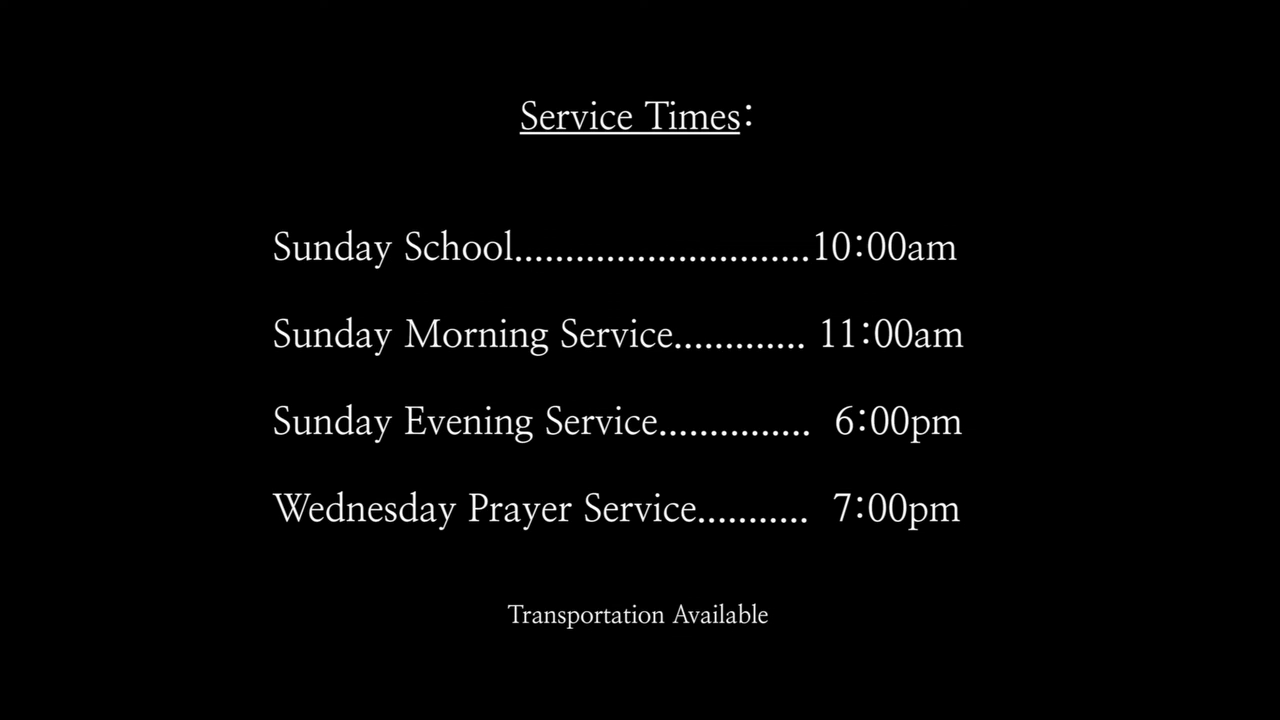 Service Times:
Sunday School.............................10:00am
Sunday Morning Service............. 11:00am
Sunday Evening Service............... 6:00pm
Wednesday Prayer Service........... 7:00pm
Transportation Available